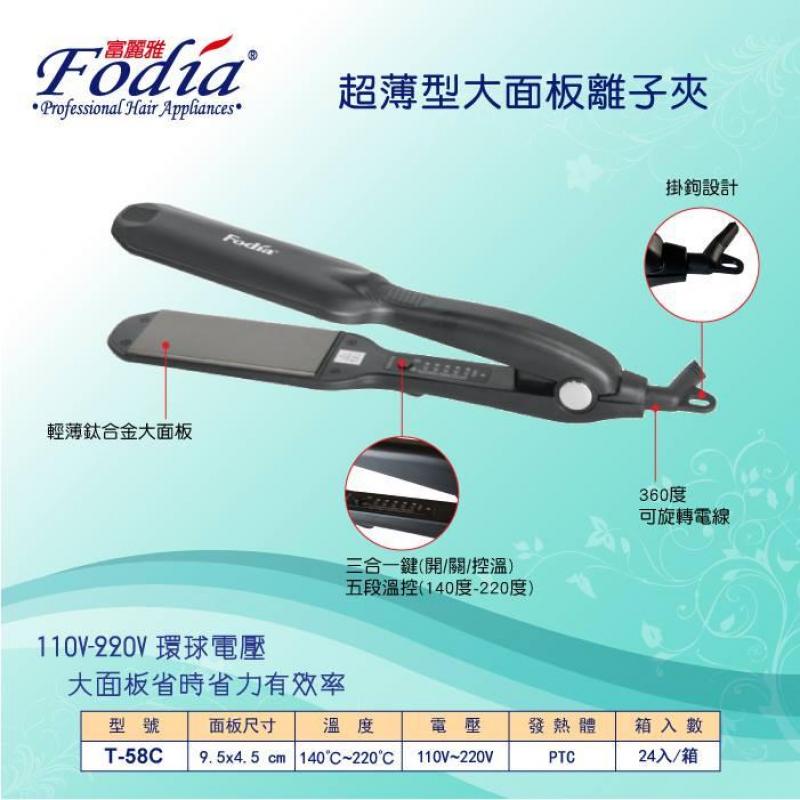 富麗雅
Fodia®
•Professional Hair Appliances•
超薄型大面板離子夾
掛鉤設計
Fodia
輕薄鈦合金大面板
360度
可旋轉電線
三合一鍵(開/關/控溫)
五段溫控(140度-220度)
110V-220V 環球電壓
大面板省時省力有效率
型號 面板尺寸 溫度 電壓 發熱體 箱入數
T-58C 9.5x4.5 cm 140℃~220℃ 110V~220V PTC 24入/箱